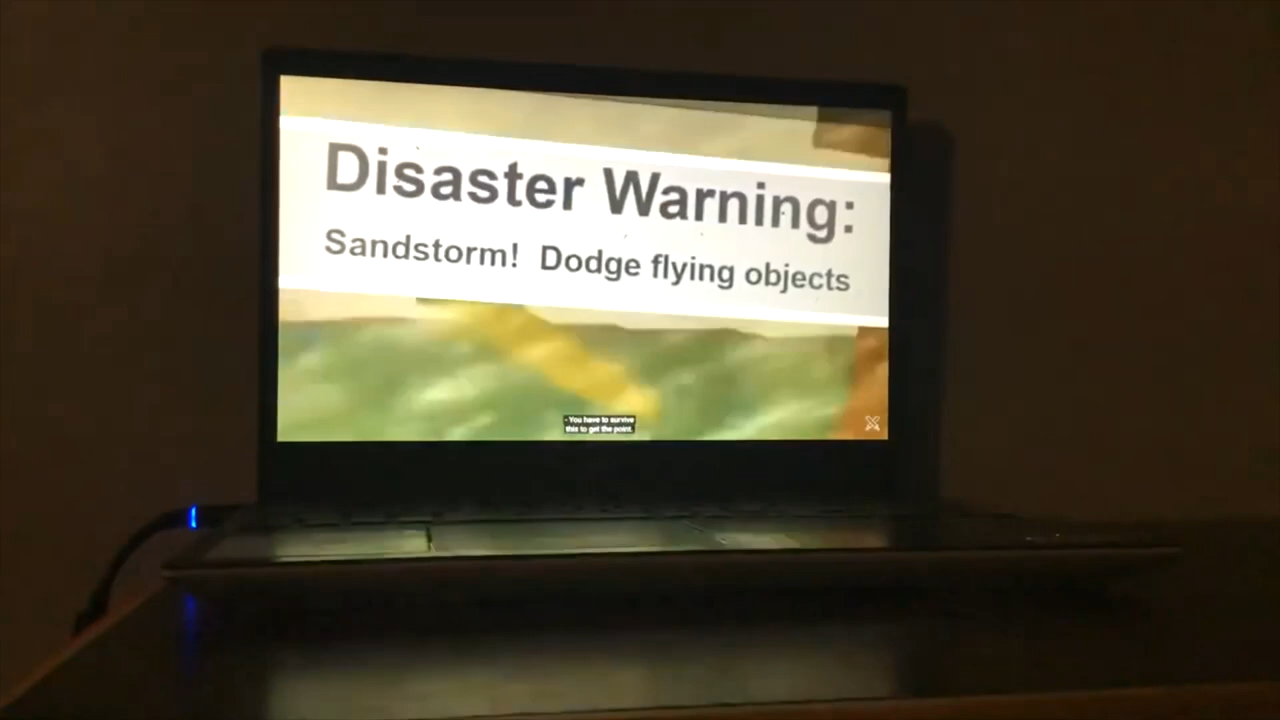 Disaster Warning:
Sandstorm! Dodge flying objects
- You have to survive
this to get the point.